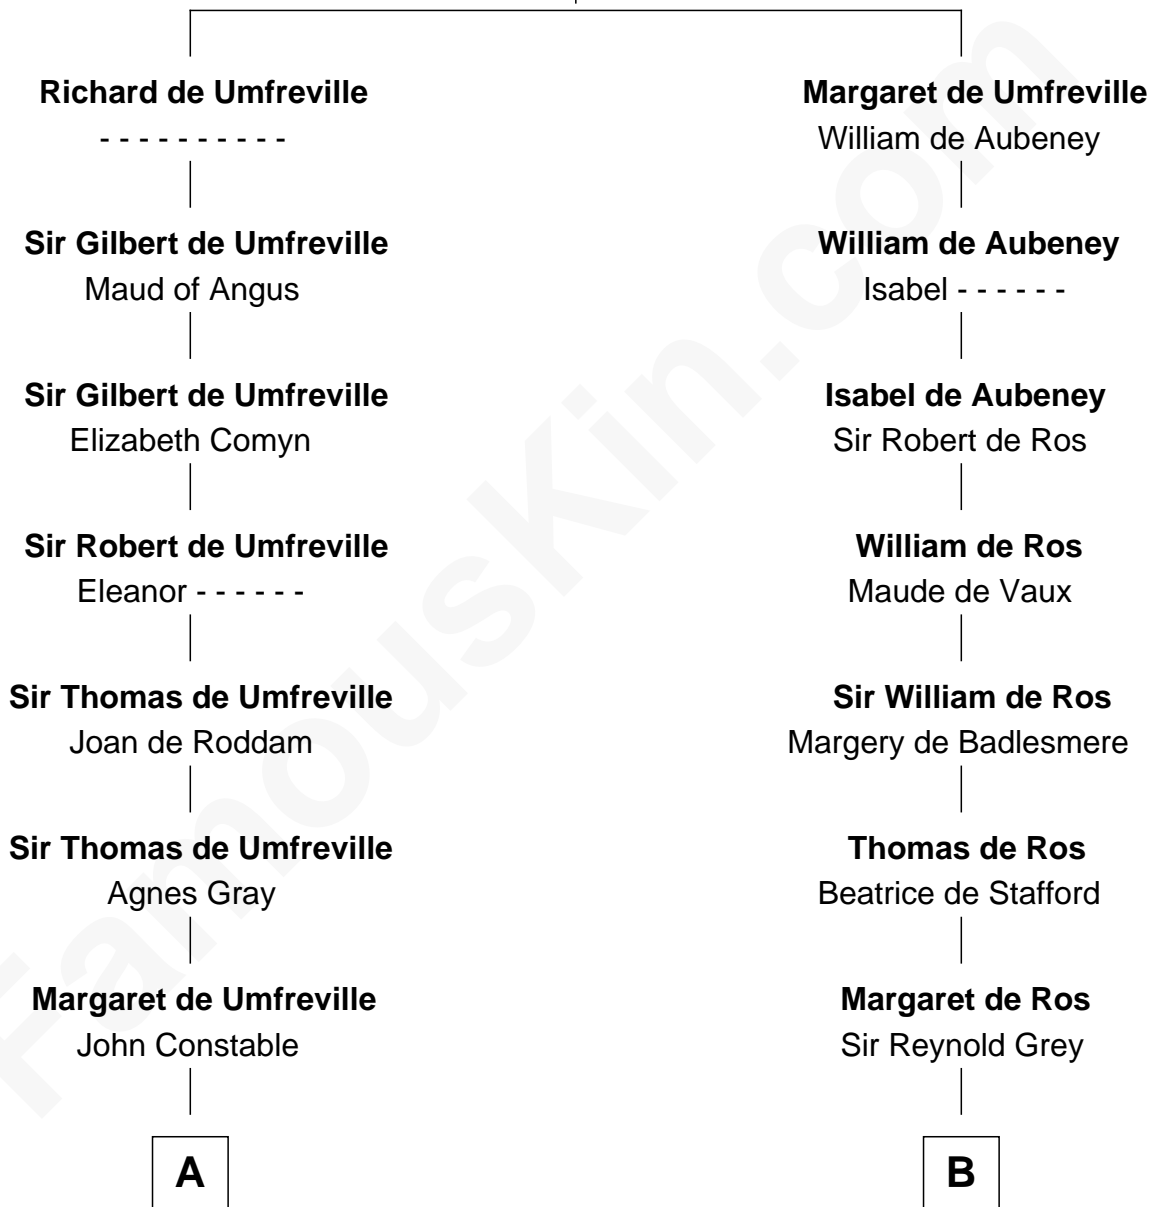 Richard de Umfreville
- - - - - - - - - -
Sir Gilbert de Umfreville
Maud of Angus
Sir Gilbert de Umfreville
Elizabeth Comyn
Sir Robert de Umfreville
Eleanor - - - - - -
Sir Thomas de Umfreville
Joan de Roddam
Sir Thomas de Umfreville
Agnes Gray
Margaret de Umfreville
John Constable
A
Margaret de Umfreville
William de Aubeney
William de Aubeney
Isabel - - - - - -
Isabel de Aubeney
Sir Robert de Ros
William de Ros
Maude de Vaux
Sir William de Ros
Margery de Badlesmere
Thomas de Ros
Beatrice de Stafford
Margaret de Ros
Sir Reynold Grey
B
FamousKin.com